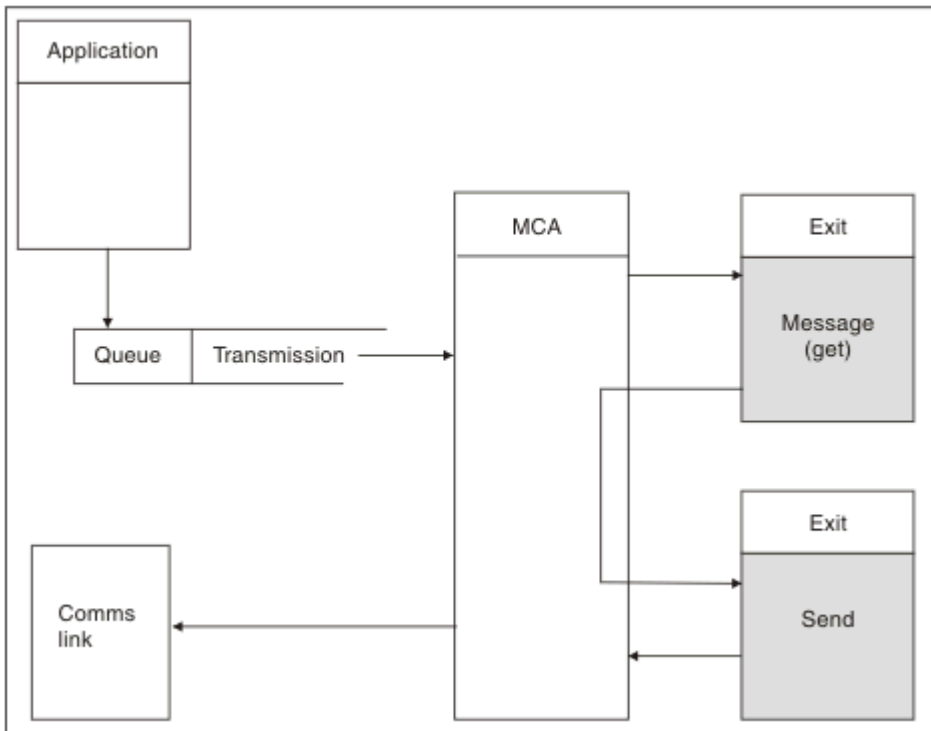 Application
MCA
Exit
Message
(get)
Queue
Transmission
Exit
Send
Comms
link